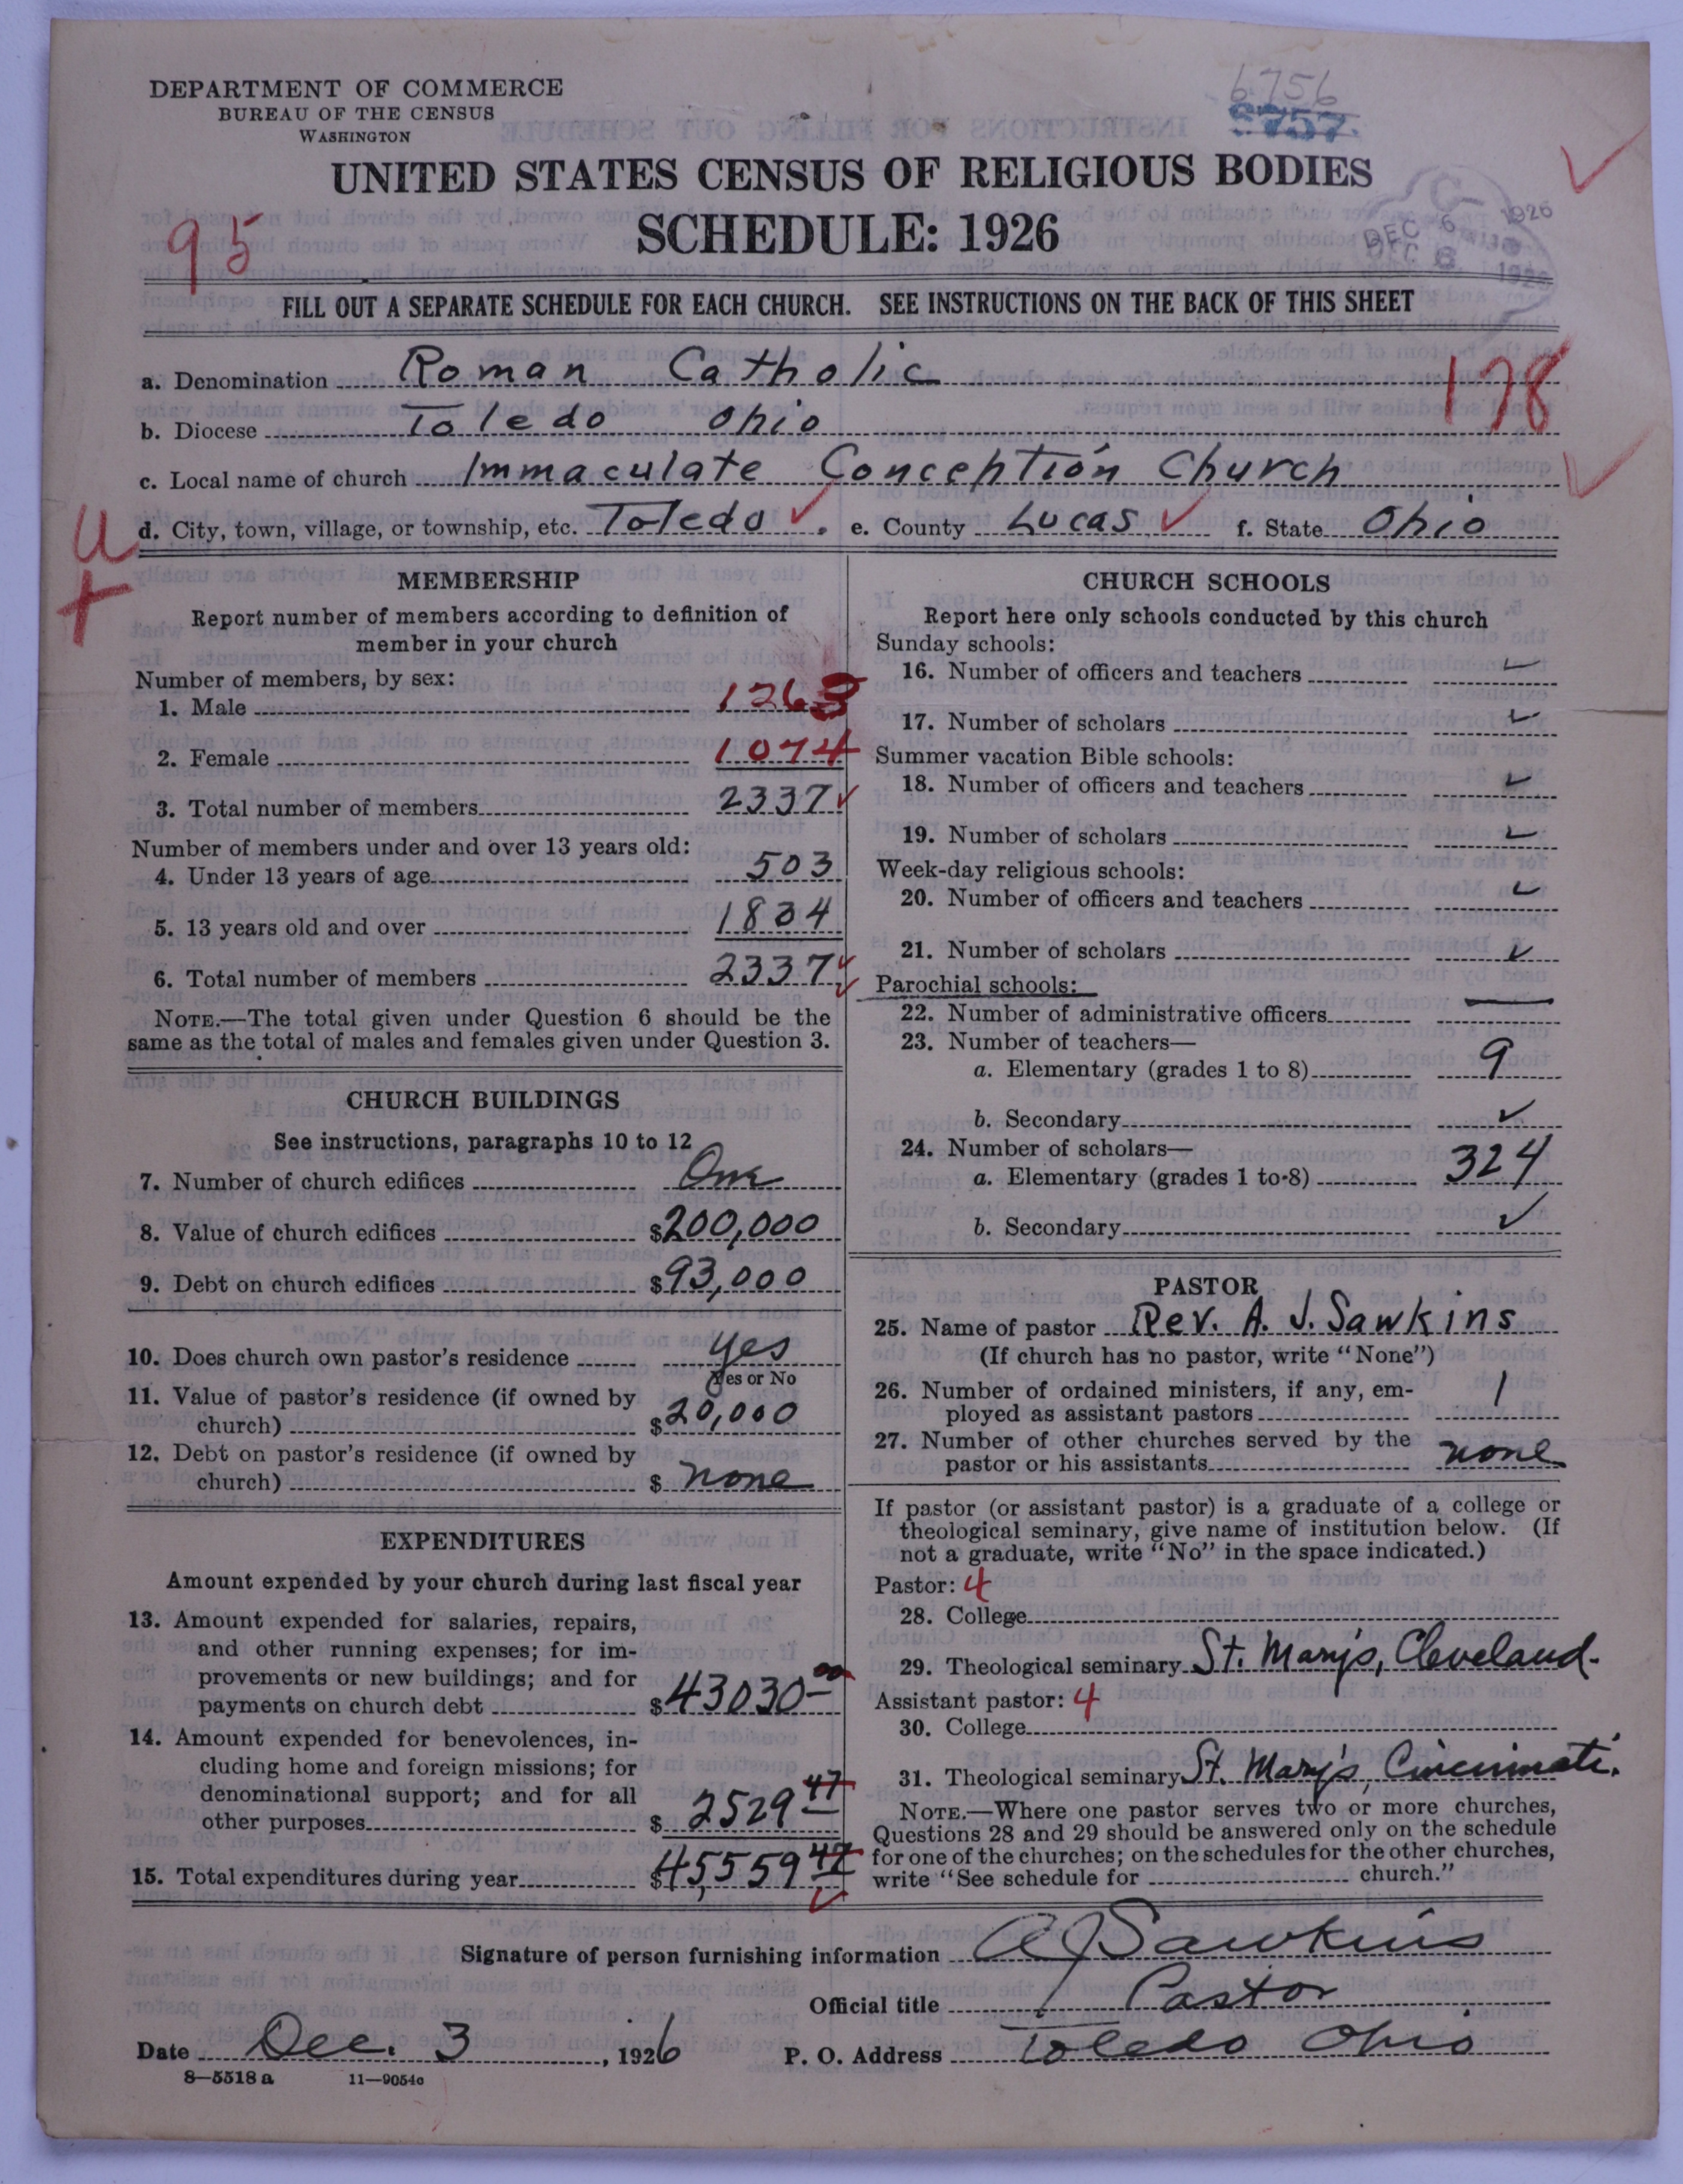 DEPARTMENT OF COMMERCE
BUREAU OF THE CENSUS
WASHINGTON
6756
8757
UNITED STATES CENSUS OF RELIGIOUS BODIES
SCHEDULE: 1926
95
DEC 6 1926
DEC 6 1926
FILL OUT A SEPARATE SCHEDULE FOR EACH CHURCH. SEE INSTRUCTIONS ON THE BACK OF THIS SHEET
a. Denomination Roman Catholic
178
b. Diocese Toledo Ohio
c. Local name of church Immaculate Conception Church
d. City, town, village, or township, etc. Toledo ✓. e. County Lucas ✓ f. State Ohio
U
+
MEMBERSHIP
Report number of members according to definition of
member in your church
Number of members, by sex:
1. Male 1263
2. Female 1074
3. Total number of members 2337 ✓
Number of members under and over 13 years old:
4. Under 13 years of age 503
5. 13 years old and over 1834
6. Total number of members 2337 ✓
NOTE.—The total given under Question 6 should be the
same as the total of males and females given under Question 3.
CHURCH BUILDINGS
See instructions, paragraphs 10 to 12
7. Number of church edifices One
8. Value of church edifices $200,000
9. Debt on church edifices $93,000
10. Does church own pastor's residence yes
Yes or No
11. Value of pastor's residence (if owned by
church) $20,000
12. Debt on pastor's residence (if owned by
church) $ none
EXPENDITURES
Amount expended by your church during last fiscal year
13. Amount expended for salaries, repairs,
and other running expenses; for im-
provements or new buildings; and for
payments on church debt $43030 00
14. Amount expended for benevolences, in-
cluding home and foreign missions; for
denominational support; and for all
other purposes $ 2529 47
15. Total expenditures during year $45,559 47 ✓
CHURCH SCHOOLS
Report here only schools conducted by this church
Sunday schools:
16. Number of officers and teachers ✓
17. Number of scholars ✓
Summer vacation Bible schools:
18. Number of officers and teachers ✓
19. Number of scholars ✓
Week-day religious schools:
20. Number of officers and teachers ✓
21. Number of scholars ✓
Parochial schools:
22. Number of administrative officers —
23. Number of teachers—
a. Elementary (grades 1 to 8) 9
b. Secondary ✓
24. Number of scholars—
a. Elementary (grades 1 to 8) 324
b. Secondary ✓
PASTOR
25. Name of pastor Rev. A. J. Sawkins
(If church has no pastor, write "None")
26. Number of ordained ministers, if any, em-
ployed as assistant pastors 1
27. Number of other churches served by the
pastor or his assistants none
If pastor (or assistant pastor) is a graduate of a college or
theological seminary, give name of institution below. (If
not a graduate, write "No" in the space indicated.)
Pastor: 4
28. College
29. Theological seminary St. Mary's, Cleveland.
Assistant pastor: 4
30. College
31. Theological seminary St. Mary's, Cincinnati.
NOTE.—Where one pastor serves two or more churches,
Questions 28 and 29 should be answered only on the schedule
for one of the churches; on the schedules for the other churches,
write "See schedule for church."
Signature of person furnishing information A J Sawkins
Official title Pastor
Date Dec. 3, 1926 P. O. Address Toledo Ohio
8—5518 a 11—9054c